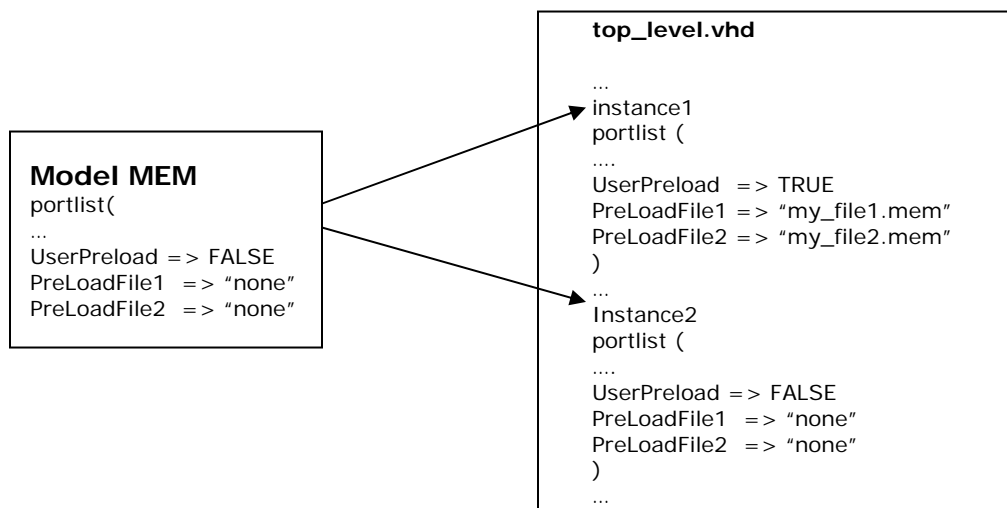 Model MEM
portlist(
…
UserPreload => FALSE
PreLoadFile1 => “none”
PreLoadFile2 => “none”
top_level.vhd
…
instance1
portlist (
….
UserPreload => TRUE
PreLoadFile1 => “my_file1.mem”
PreLoadFile2 => “my_file2.mem”
)
…
Instance2
portlist (
….
UserPreload => FALSE
PreLoadFile1 => “none”
PreLoadFile2 => “none”
)
…